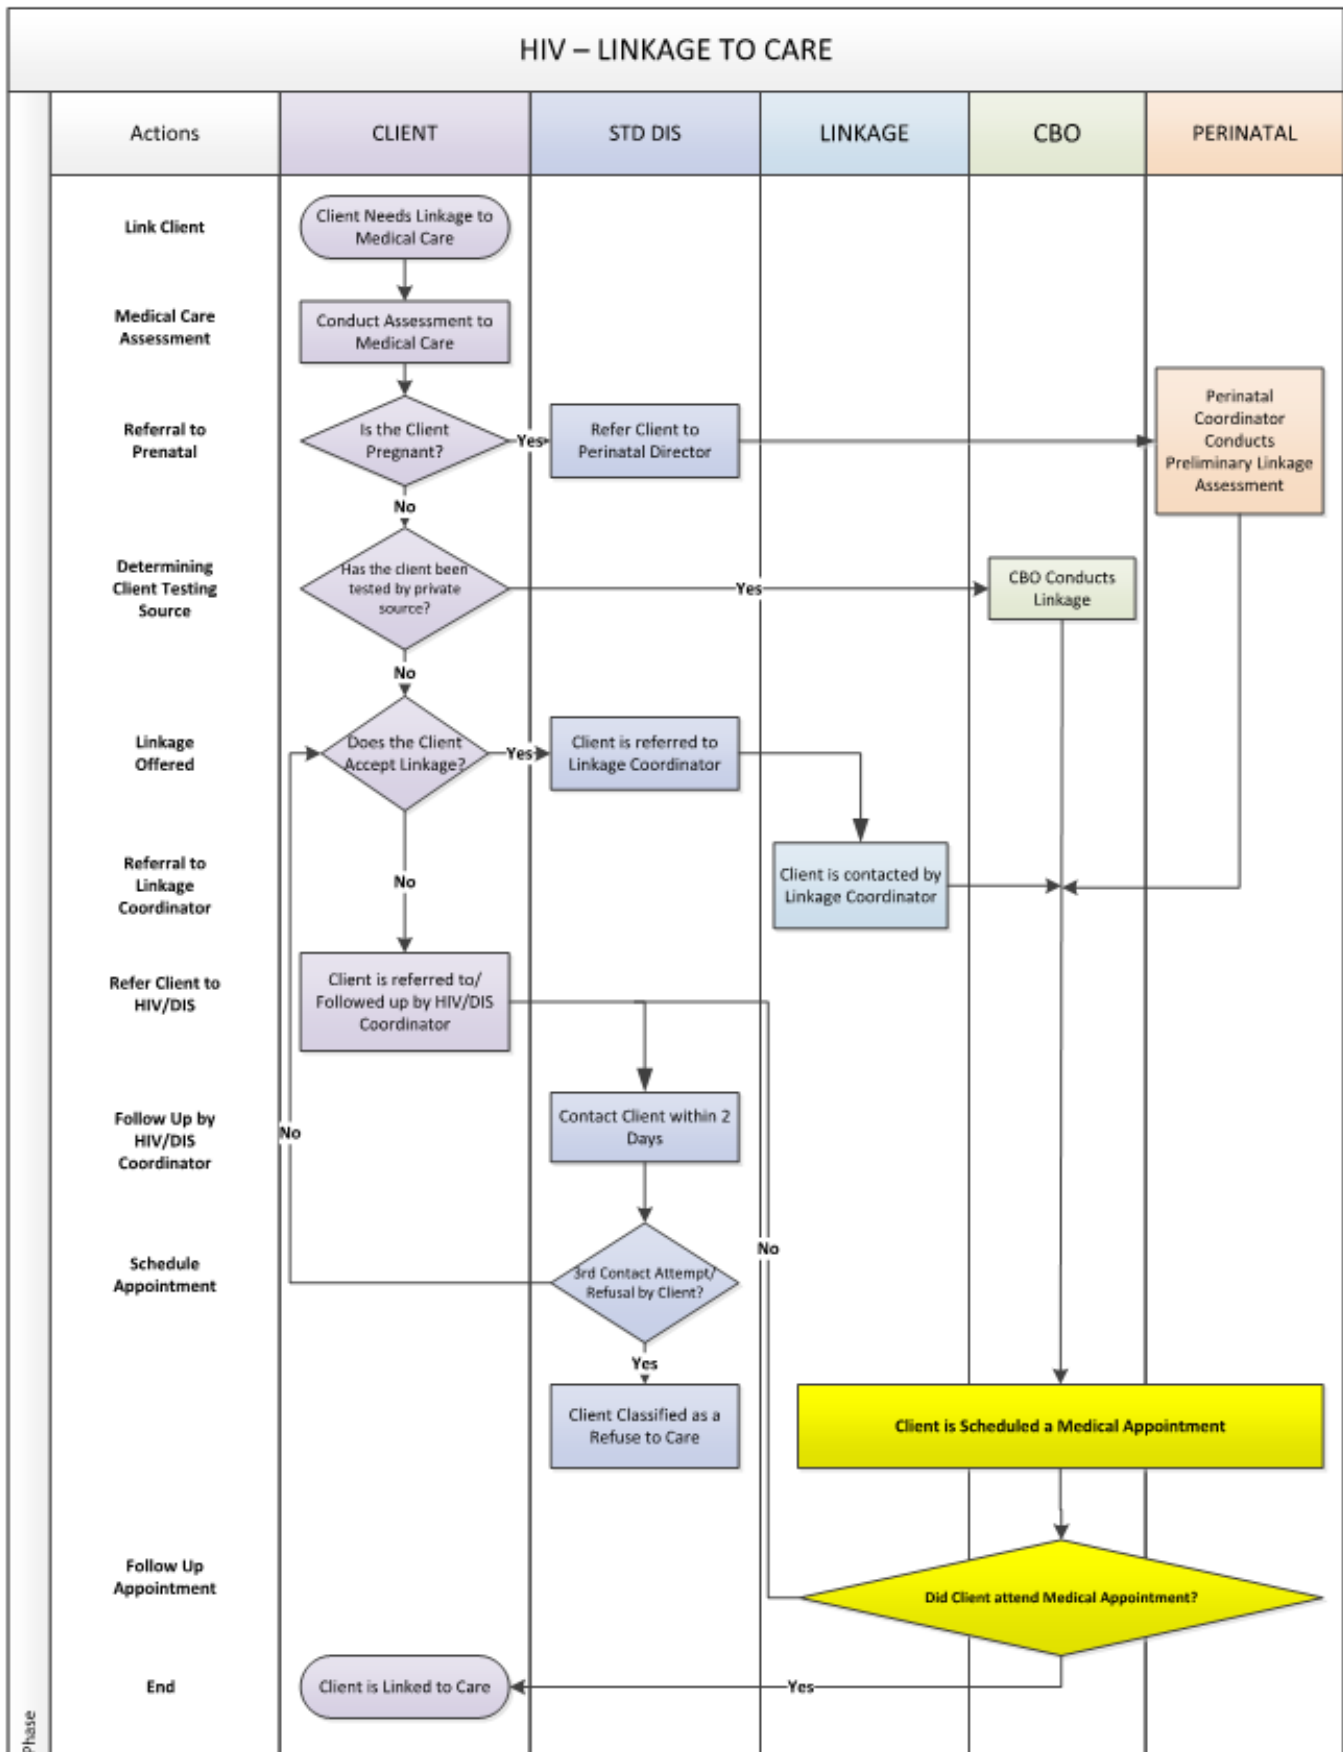 HIV – LINKAGE TO CARE
Actions
CLIENT
STD DIS
LINKAGE
CBO
PERINATAL
Link Client
Client Needs Linkage to
Medical Care
Medical Care
Assessment
Conduct Assessment to
Medical Care
Referral to
Prenatal
Is the Client
Pregnant?
Yes
Refer Client to
Perinatal Director
Perinatal
Coordinator
Conducts
Preliminary Linkage
Assessment
No
Determining
Client Testing
Source
Has the client been
tested by private
source?
Yes
CBO Conducts
Linkage
No
Linkage
Offered
Does the Client
Accept Linkage?
Yes
Client is referred to
Linkage Coordinator
Referral to
Linkage
Coordinator
No
Client is contacted by
Linkage Coordinator
Refer Client to
HIV/DIS
Client is referred to/
Followed up by HIV/DIS
Coordinator
Follow Up by
HIV/DIS
Coordinator
No
Contact Client within 2
Days
Schedule
Appointment
3rd Contact Attempt/
Refusal by Client?
No
Yes
Client Classified as a
Refuse to Care
Client is Scheduled a Medical Appointment
Follow Up
Appointment
Did Client attend Medical Appointment?
End
Client is Linked to Care
Yes
Phase